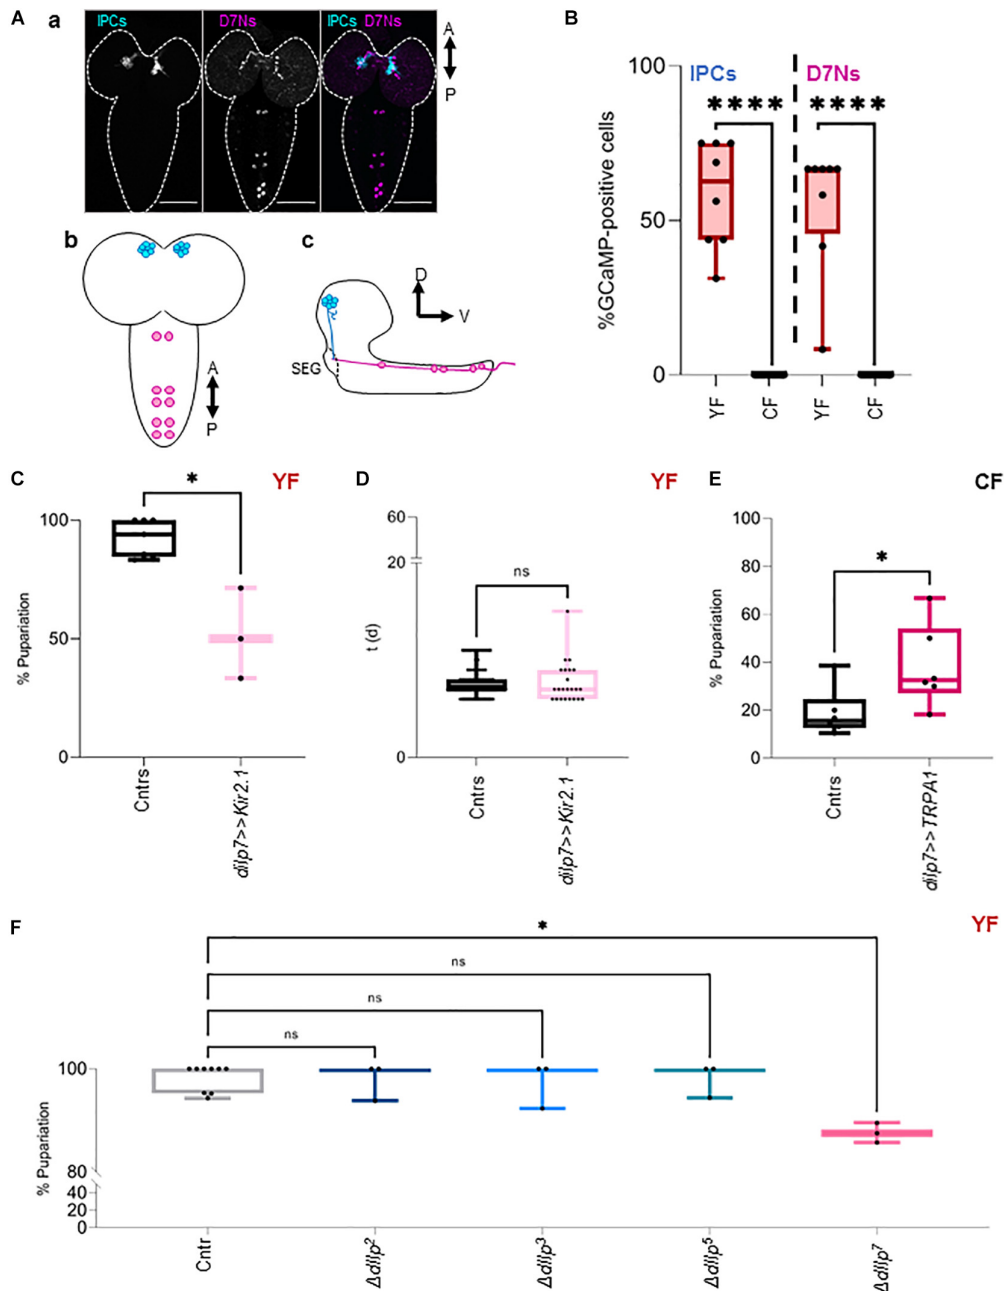 A
a
IPCs
D7Ns
IPCs D7Ns
A
P
b
A
P
c
D
V
SEG
B
%GCaMP-positive cells
100
50
0
IPCs
D7Ns
****
****
YF
CF
YF
CF
C
YF
% Pupariation
100
50
0
*
Cntrs
dilp7>>Kir2.1
D
YF
t (d)
60
20
0
ns
Cntrs
dilp7>>Kir2.1
E
CF
% Pupariation
100
80
60
40
20
0
*
Cntrs
dilp7>>TRPA1
F
YF
% Pupariation
100
80
40
20
0
*
ns
ns
ns
Cntr
Δdilp2
Δdilp3
Δdilp5
Δdilp7